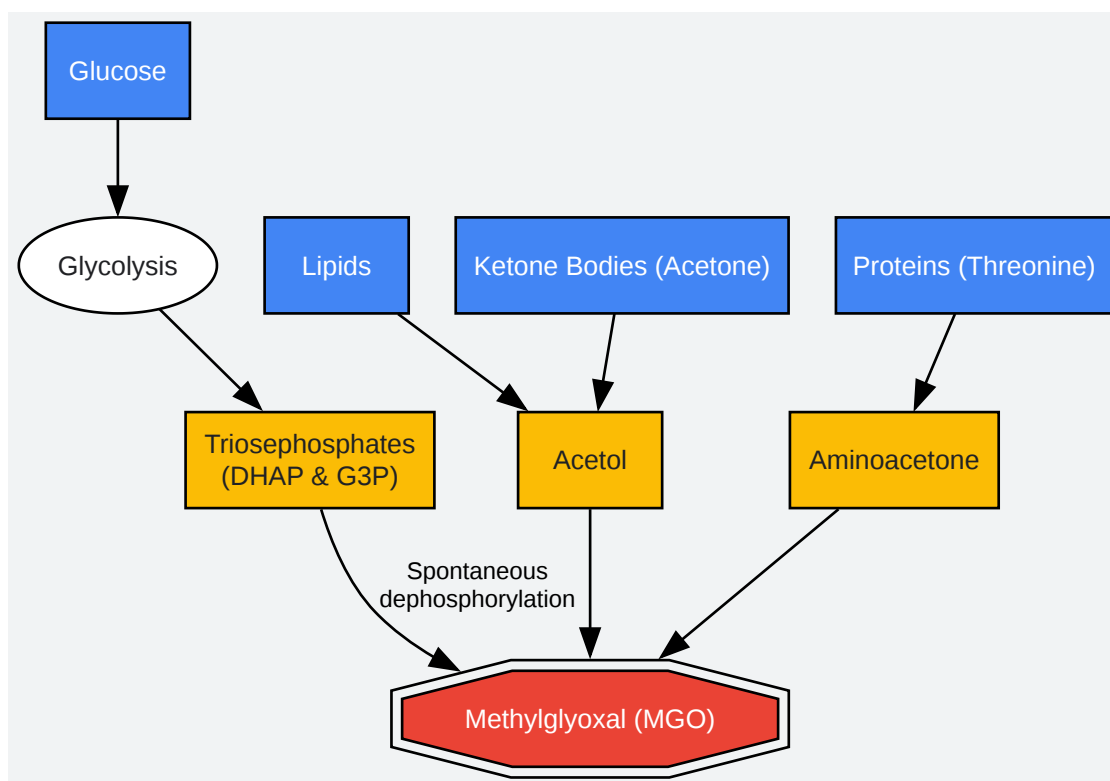 Glucose
Glycolysis
Lipids
Ketone Bodies (Acetone)
Proteins (Threonine)
Triosephosphates
(DHAP & G3P)
Acetol
Aminoacetone
Spontaneous
dephosphorylation
Methylglyoxal (MGO)